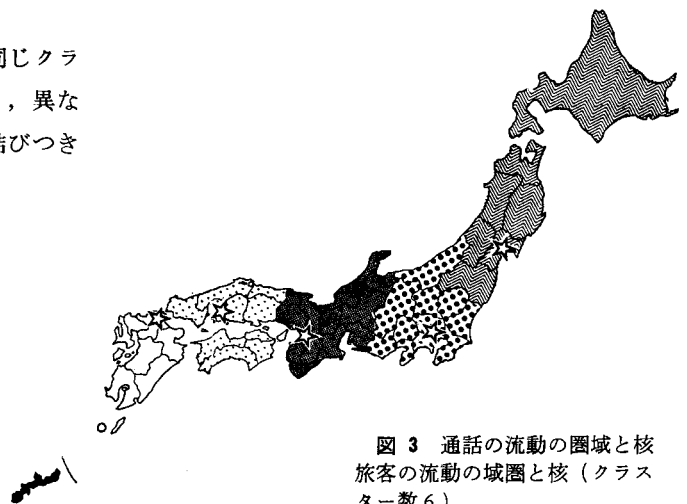 同じクラ
，異な
結びつき
図 3 通話の流動の圏域と核
旅客の流動の域圏と核（クラス
ター数 6）